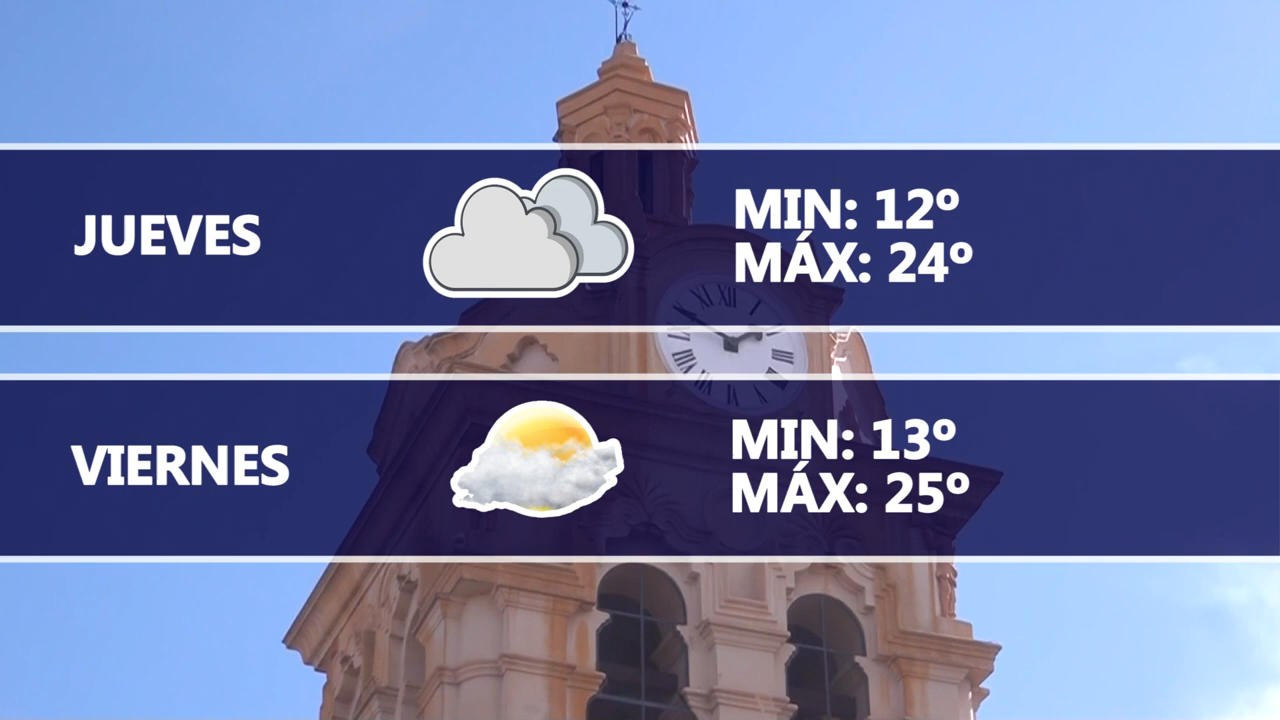 JUEVES
MIN: 12º
MÁX: 24º
VIERNES
MIN: 13º
MÁX: 25º